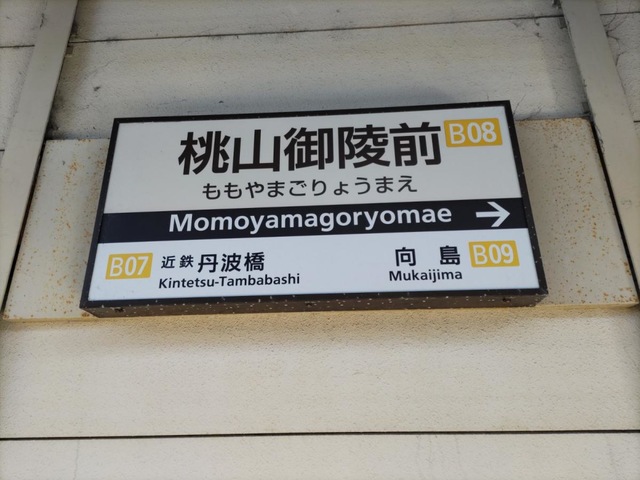 桃山御陵前 B08
ももやまごりょうまえ
Momoyamagoryomae →
B07 近鉄丹波橋 向島 B09
Kintetsu-Tambabashi Mukaijima